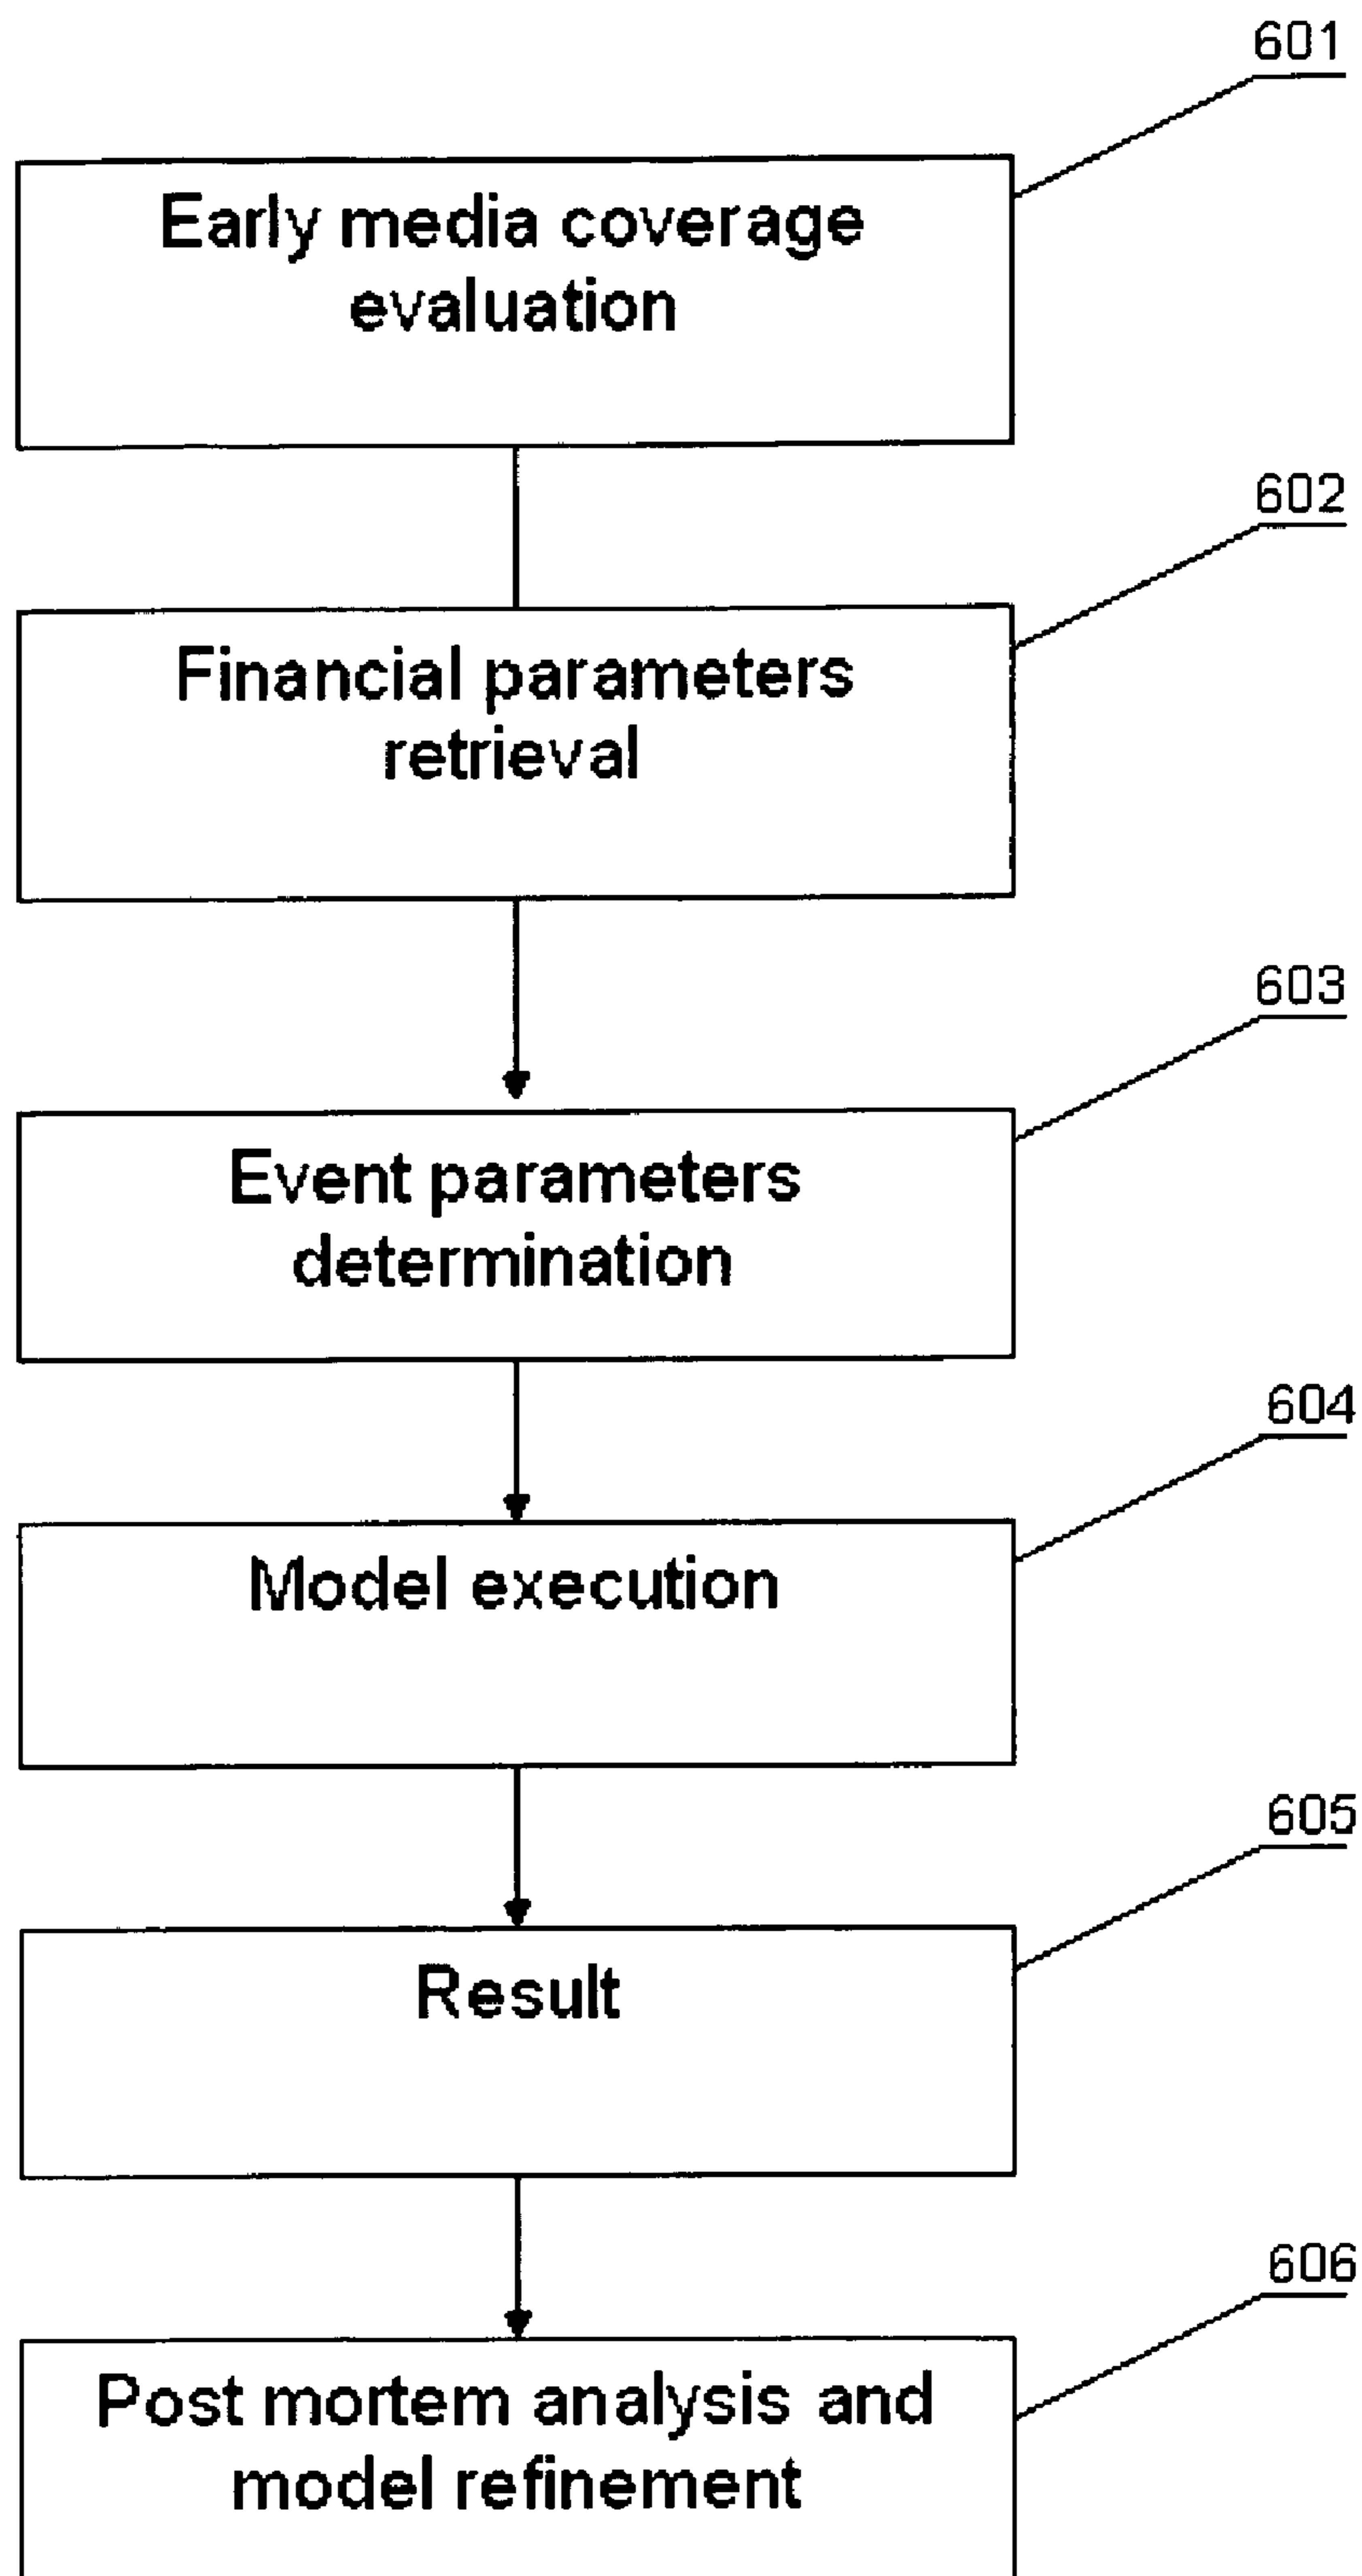 601
Early media coverage
evaluation
602
Financial parameters
retrieval
603
Event parameters
determination
604
Model execution
605
Result
606
Post mortem analysis and
model refinement